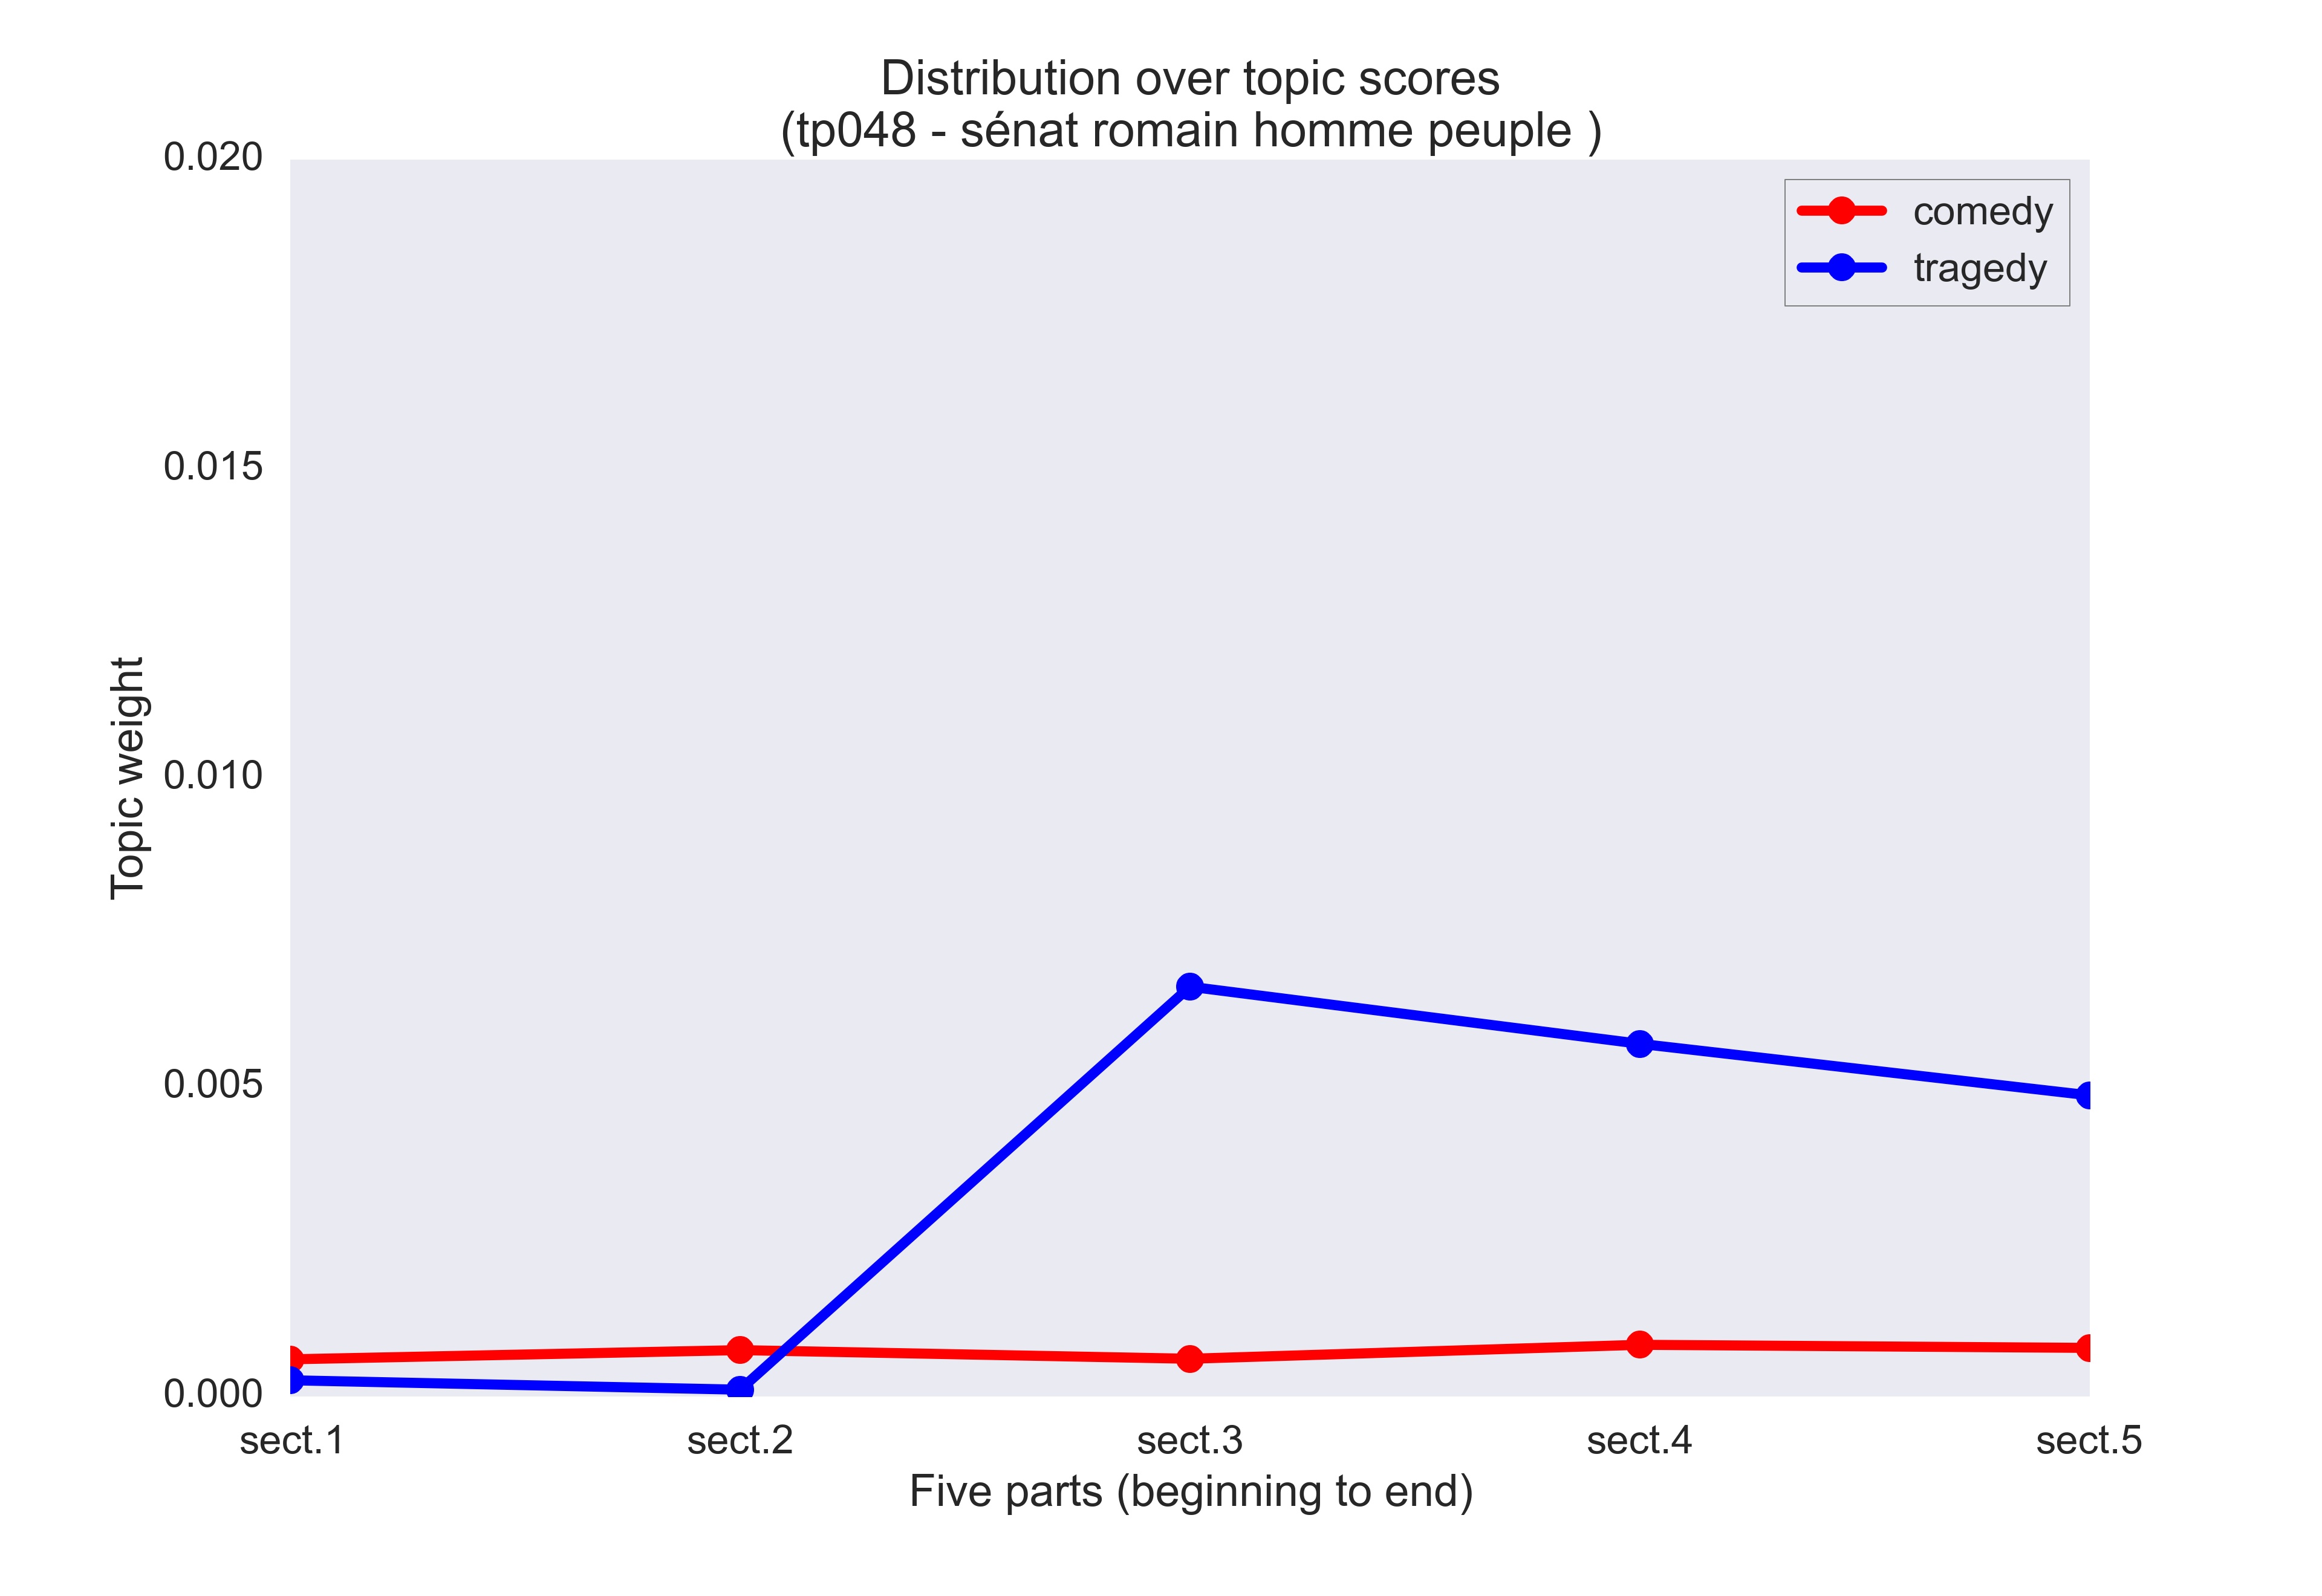 Distribution over topic scores
(tp048 - sénat romain homme peuple )
comedy
tragedy
Topic weight
0.020
0.015
0.010
0.005
0.000
sect.1
sect.2
sect.3
sect.4
sect.5
Five parts (beginning to end)